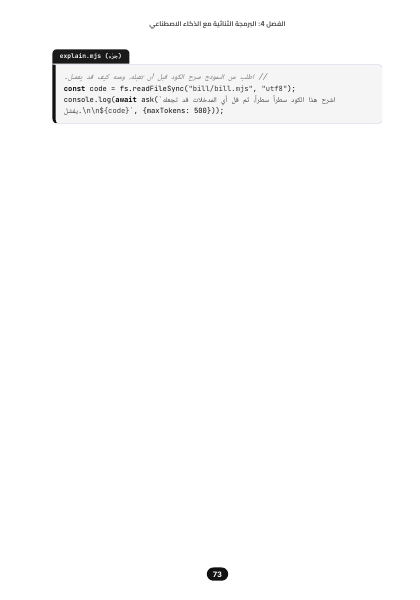 الفصل 4: البرمجة الثنائية مع الذكاء الاصطناعي
explain.mjs (جزء)
// اطلب من النموذج شرح الكود قبل أن تقبله، ومنه كيف قد يفشل.
const code = fs.readFileSync("bill/bill.mjs", "utf8");
console.log(await ask(`اشرح هذا الكود سطراً سطراً، ثم قل أي المدخلات قد تجعله
يفشل.\n\n${code}`, {maxTokens: 500}));
73